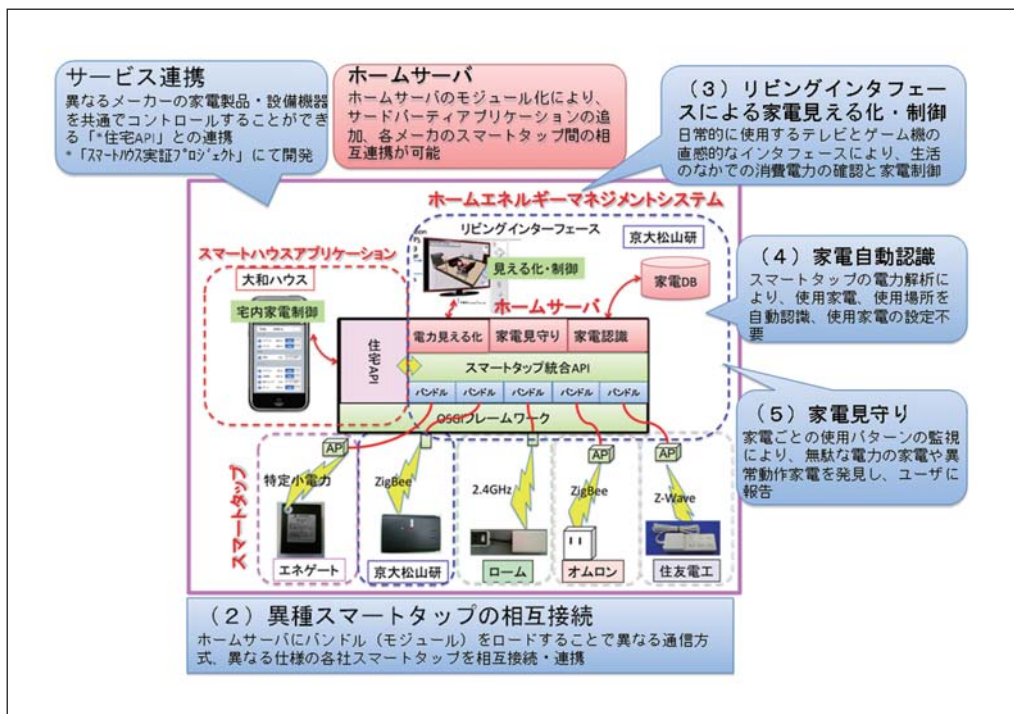 サービス連携
異なるメーカーの家電製品・設備機器
を共通でコントロールすることができ
る「*住宅API」との連携
*「スマートハウス実証プロジェクト」にて開発
ホームサーバ
ホームサーバのモジュール化により、
サードパーティアプリケーションの追
加、各メーカのスマートタップ間の相
互連携が可能
（３）リビングインタフェー
スによる家電見える化・制御
日常的に使用するテレビとゲーム機の
直感的なインタフェースにより、生活
のなかでの消費電力の確認と家電制御
ホームエネルギーマネジメントシステム
リビングインターフェース
京大松山研
見える化・制御
家電DB
スマートハウスアプリケーション
大和ハウス
宅内家電制御
ホームサーバ
住宅API
電力見える化
家電見守り
家電認識
スマートタップ統合API
バンドル
バンドル
バンドル
バンドル
バンドル
OSGiフレームワーク
（４）家電自動認識
スマートタップの電力解析に
より、使用家電、使用場所を
自動認識、使用家電の設定不
要
（５）家電見守り
家電ごとの使用パターンの監視
により、無駄な電力の家電や異
常動作家電を発見し、ユーザに
報告
スマートタップ
AP
AP
AP
特定小電力
ZigBee
2.4GHz
ZigBee
Z-Wave
エネゲート
京大松山研
ローム
オムロン
住友電工
（２）異種スマートタップの相互接続
ホームサーバにバンドル（モジュール）をロードすることで異なる通信方
式、異なる仕様の各社スマートタップを相互接続・連携